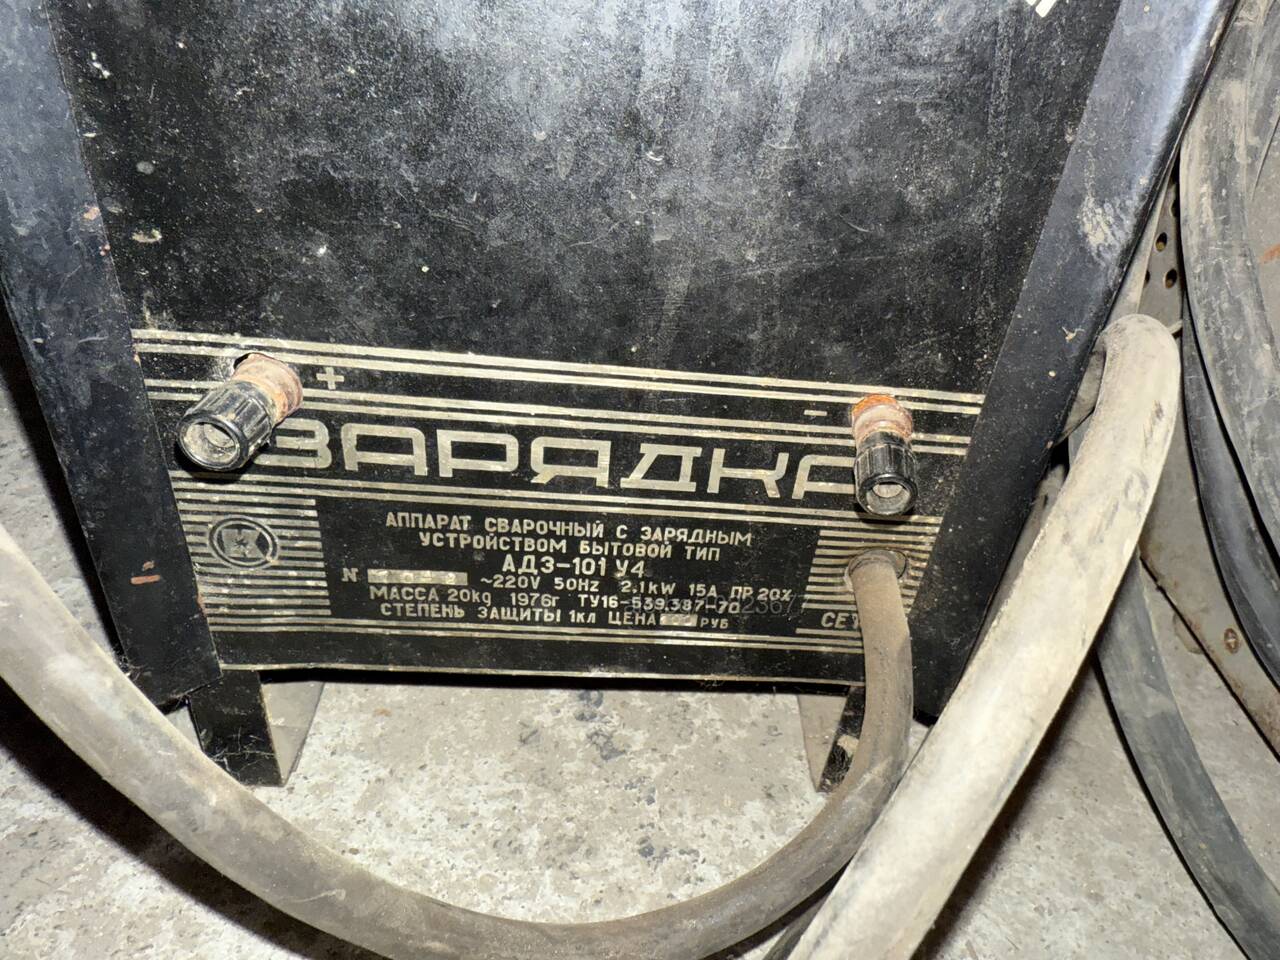 + -
ЗАРЯДКА
К
АППАРАТ СВАРОЧНЫЙ С ЗАРЯДНЫМ
УСТРОЙСТВОМ БЫТОВОЙ ТИП
АДЗ-101 У4
N ~220V 50Hz 2,1kW 15A ПР 20%
МАССА 20kg 1976г ТУ16-539.387-70
СТЕПЕНЬ ЗАЩИТЫ 1кл ЦЕНА РУБ